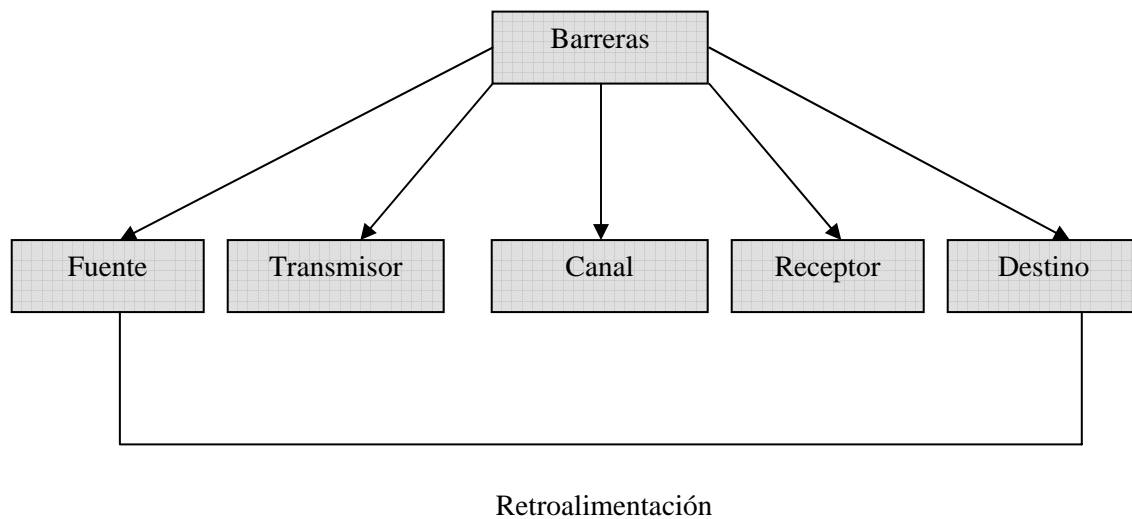 Barreras
Fuente
Transmisor
Canal
Receptor
Destino
Retroalimentación